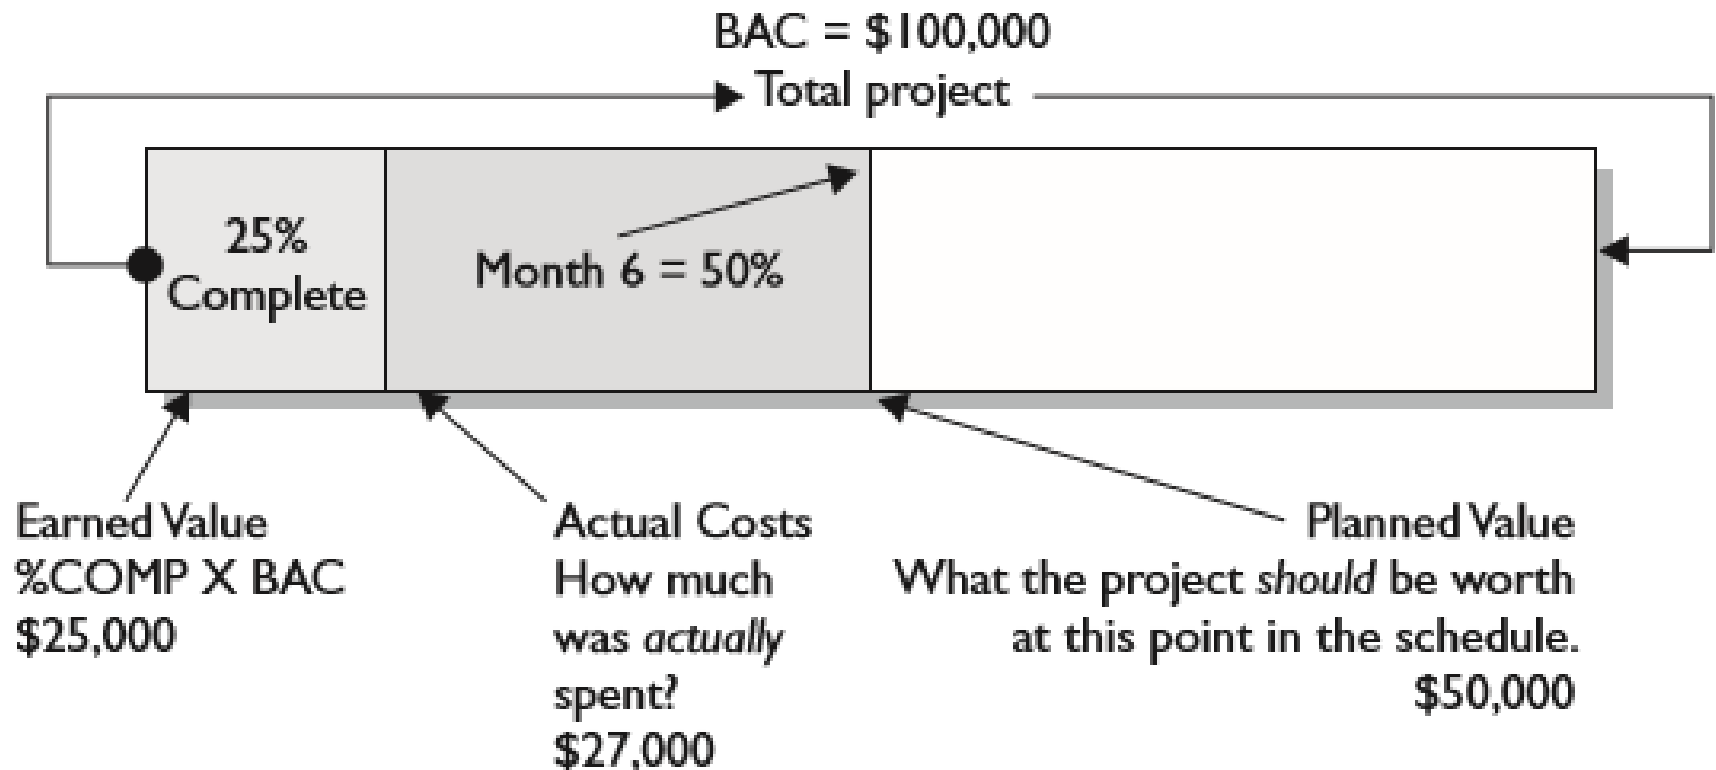 BAC = $100,000
Total project
25%
Complete
Month 6 = 50%
Earned Value
%COMP X BAC
$25,000
Actual Costs
How much
was actually
spent?
$27,000
Planned Value
What the project should be worth
at this point in the schedule.
$50,000